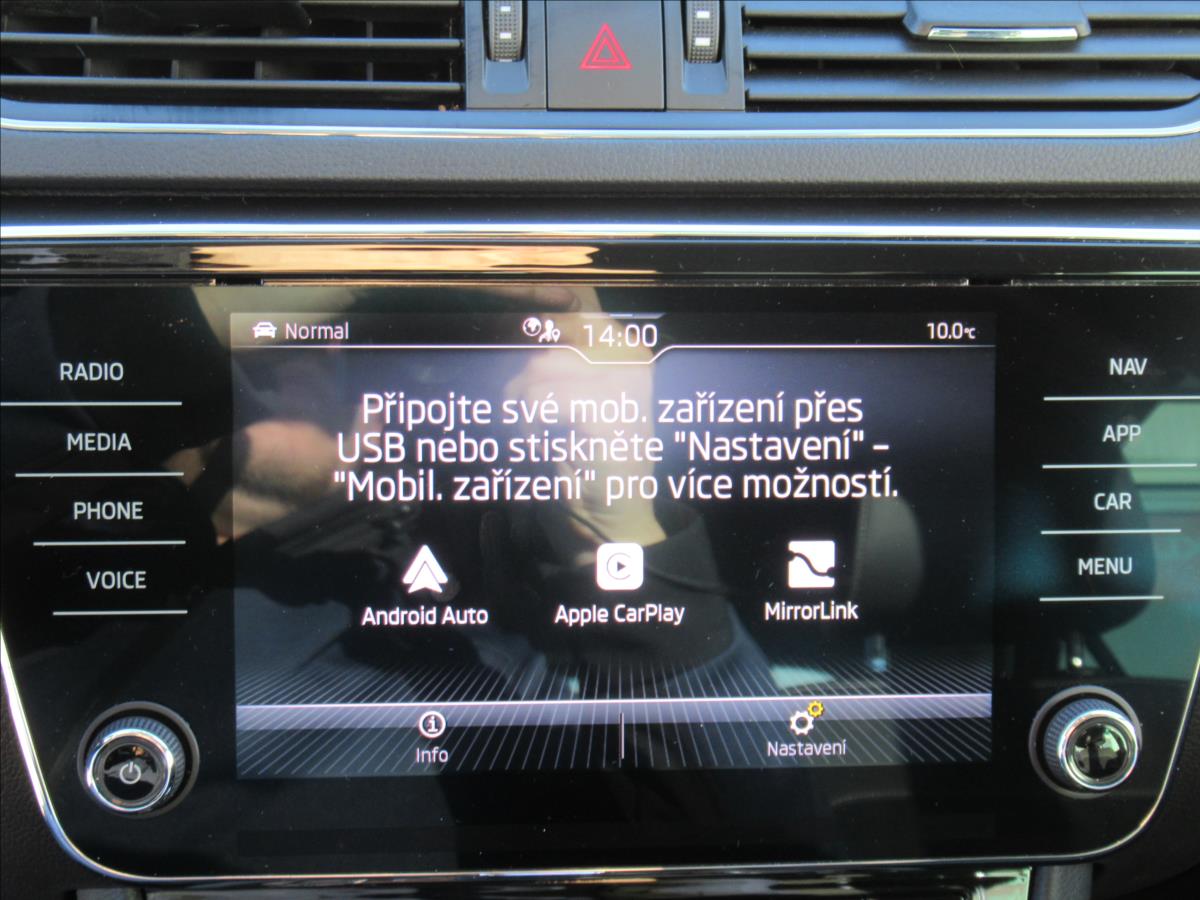 Normal
14:00
10.0°C
RADIO
MEDIA
PHONE
VOICE
NAV
APP
CAR
MENU
Připojte své mob. zařízení přes
USB nebo stiskněte "Nastavení" –
"Mobil. zařízení" pro více možností.
Android Auto
Apple CarPlay
MirrorLink
Info
Nastavení